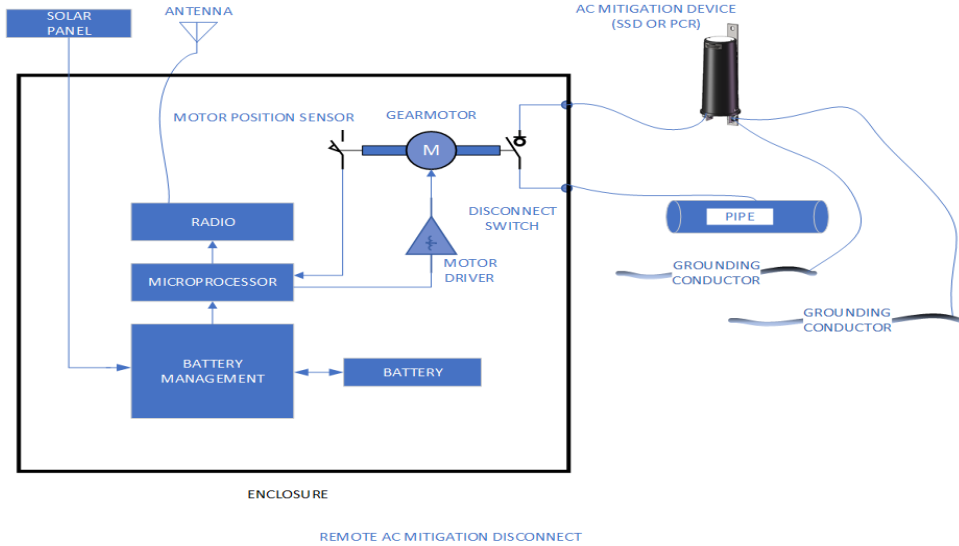 SOLAR
PANEL
ANTENNA
AC MITIGATION DEVICE
(SSD OR PCR)
MOTOR POSITION SENSOR
GEARMOTOR
M
RADIO
DISCONNECT
SWITCH
PIPE
MICROPROCESSOR
MOTOR
DRIVER
GROUNDING
CONDUCTOR
GROUNDING
CONDUCTOR
BATTERY
MANAGEMENT
BATTERY
ENCLOSURE
REMOTE AC MITIGATION DISCONNECT